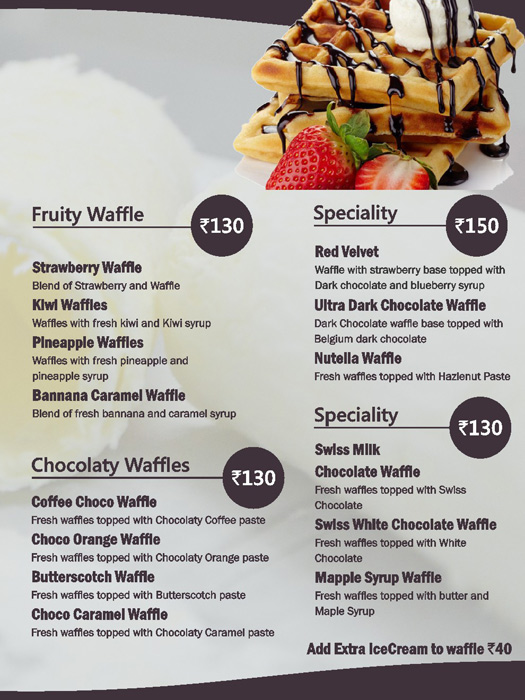 Fruity Waffle
₹130
Strawberry Waffle
Blend of Strawberry and Waffle
Kiwi Waffles
Waffles with fresh kiwi and Kiwi syrup
Pineapple Waffles
Waffles with fresh pineapple and
pineapple syrup
Bannana Caramel Waffle
Blend of fresh bannana and caramel syrup
Chocolaty Waffles
₹130
Coffee Choco Waffle
Fresh waffles topped with Chocolaty Coffee paste
Choco Orange Waffle
Fresh waffles topped with Chocolaty Orange paste
Butterscotch Waffle
Fresh waffles topped with Butterscotch paste
Choco Caramel Waffle
Fresh waffles topped with Chocolaty Caramel paste
Speciality
₹150
Red Velvet
Waffle with strawberry base topped with
Dark chocolate and blueberry syrup
Ultra Dark Chocolate Waffle
Dark Chocolate waffle base topped with
Belgium dark chocolate
Nutella Waffle
Fresh waffles topped with Hazlenut Paste
Speciality
₹130
Swiss Milk
Chocolate Waffle
Fresh waffles topped with Swiss
Chocolate
Swiss White Chocolate Waffle
Fresh waffles topped with White
Chocolate
Mapple Syrup Waffle
Fresh waffles topped with butter and
Maple Syrup
Add Extra IceCream to waffle ₹40